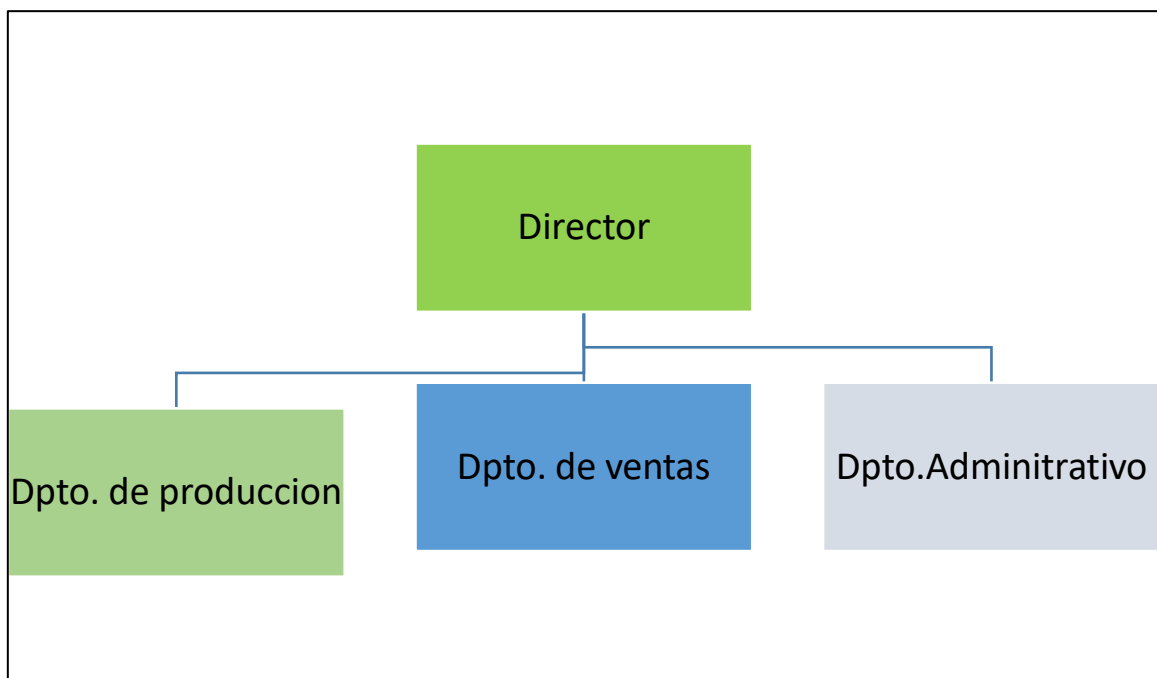 Director
Dpto. de produccion
Dpto. de ventas
Dpto.Adminitrativo